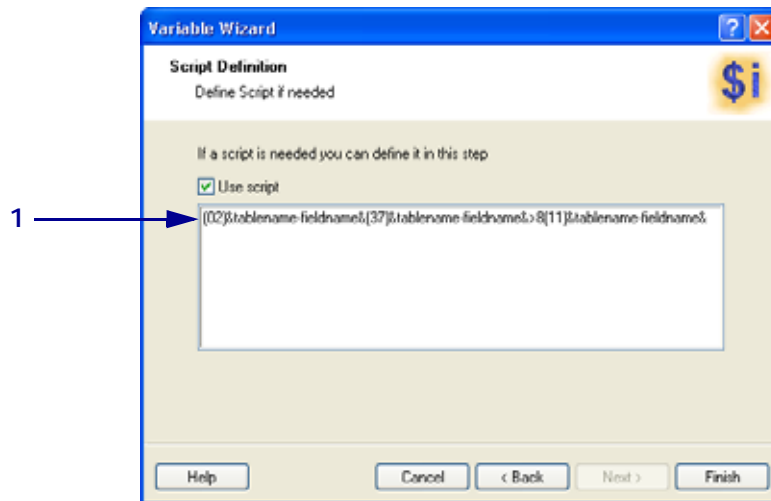 Variable Wizard
Script Definition
Define Script if needed
$i
If a script is needed you can define it in this step
Use script
1
(02)&tablename-fieldname&(37)&tablename-fieldname&>8(11)&tablename-fieldname&
Help
Cancel
< Back
Next >
Finish